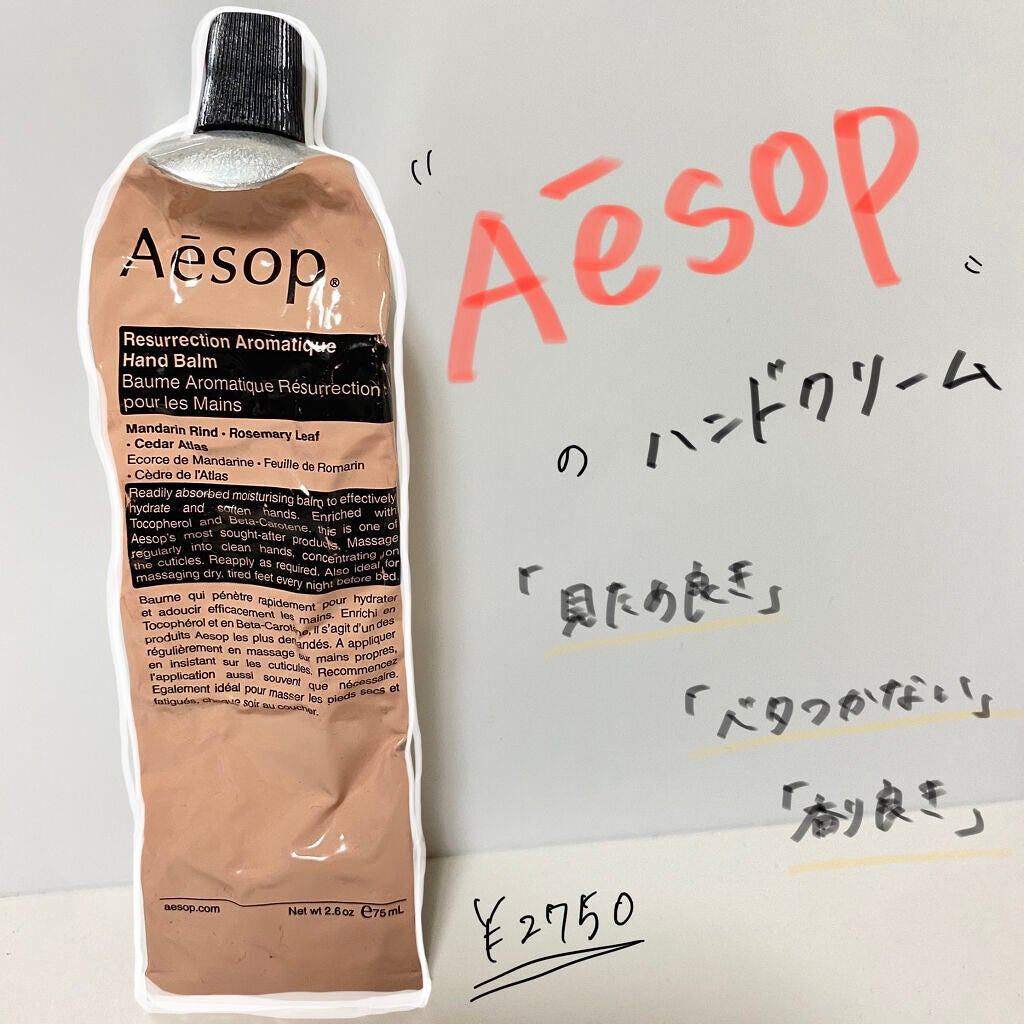 Aēsop®
Resurrection Aromatique
Hand Balm
Baume Aromatique Résurrection
pour les Mains
Mandarin Rind • Rosemary Leaf
• Cedar Atlas
Ecorce de Mandarine • Feuille de Romarin
• Cèdre de l'Atlas
Readily absorbed moisturising balm to effectively
hydrate and soften hands. Enriched with
Tocopherol and Beta-Carotene, this is one of
Aesop's most sought-after products. Massage
regularly into clean hands, concentrating on
the cuticles. Reapply as required. Also ideal for
massaging dry, tired feet every night before bed.
Baume qui pénètre rapidement pour hydrater
et adoucir efficacement les mains. Enrichi en
Tocophérol et en Beta-Carotène, il s'agit d'un des
produits Aesop les plus demandés. A appliquer
régulièrement en massage sur mains propres,
en insistant sur les cuticules. Recommencez
l'application aussi souvent que nécessaire.
Egalement idéal pour masser les pieds secs et
fatigués, chaque soir au coucher.
aesop.com
Net wt 2.6 oz ℮75 mL
"Aēsop"
の ハンドクリーム
「見ため良き」
「ベタつかない」
「香り良き」
¥2750